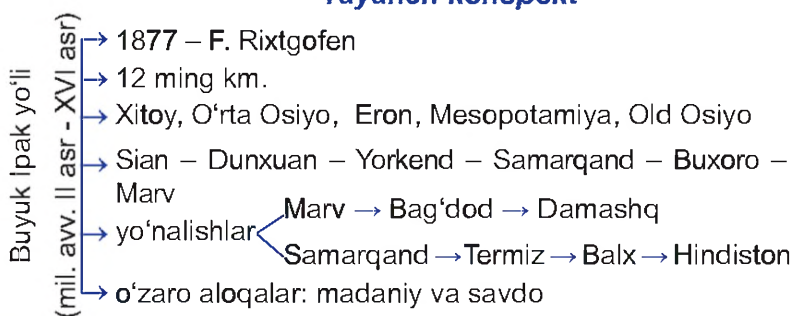 Tayanch konspekt
Buyuk Ipak yo‘li
(mil. avv. II asr - XVI asr)
→ 1877 – F. Rixtgofen
→ 12 ming km.
→ Xitoy, O‘rta Osiyo, Eron, Mesopotamiya, Old Osiyo
→ Sian – Dunxuan – Yorkend – Samarqand – Buxoro –
Marv
→ yo‘nalishlar
Marv → Bag‘dod → Damashq
Samarqand → Termiz → Balx → Hindiston
→ o‘zaro aloqalar: madaniy va savdo